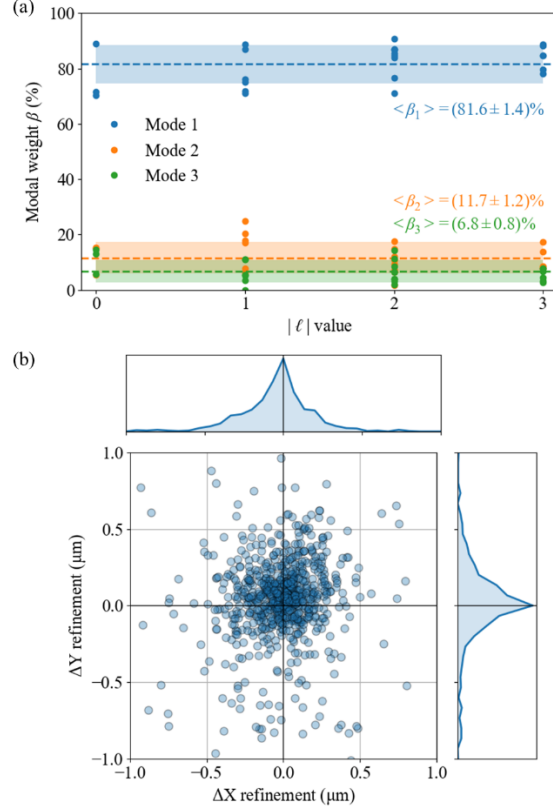 (a)
Modal weight β (%)
100
80
60
40
20
0
Mode 1
Mode 2
Mode 3
<β₁> = (81.6 ± 1.4)%
<β₂> = (11.7 ± 1.2)%
<β₃> = (6.8 ± 0.8)%
0 1 2 3
| ℓ | value
(b)
ΔY refinement (μm)
1.0
0.5
0.0
−0.5
−1.0
−1.0 −0.5 0.0 0.5 1.0
ΔX refinement (μm)